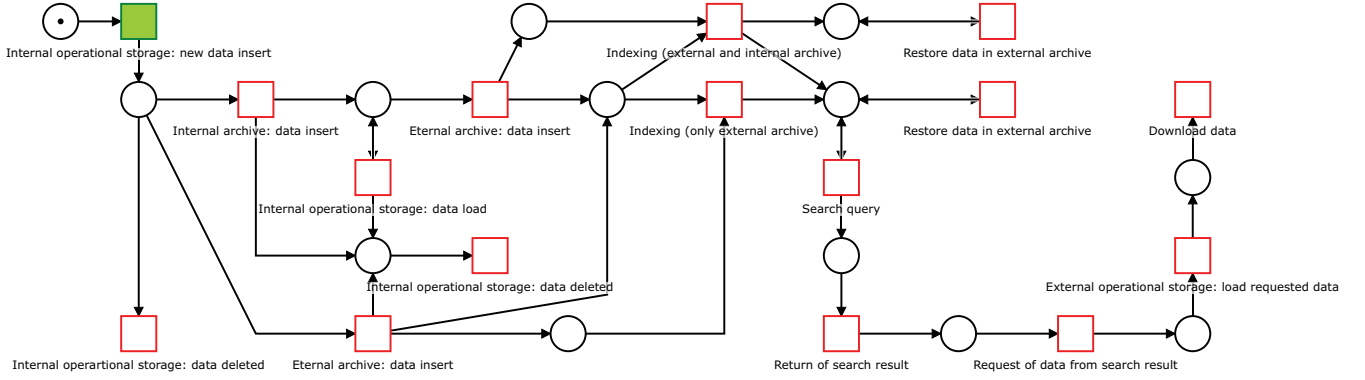 Internal operational storage: new data insert
Indexing (external and internal archive)
Restore data in external archive
Internal archive: data insert
Eternal archive: data insert
Indexing (only external archive)
Restore data in external archive
Download data
Internal operational storage: data load
Search query
Internal operational storage: data deleted
External operational storage: load requested data
Internal operartional storage: data deleted
Eternal archive: data insert
Return of search result
Request of data from search result